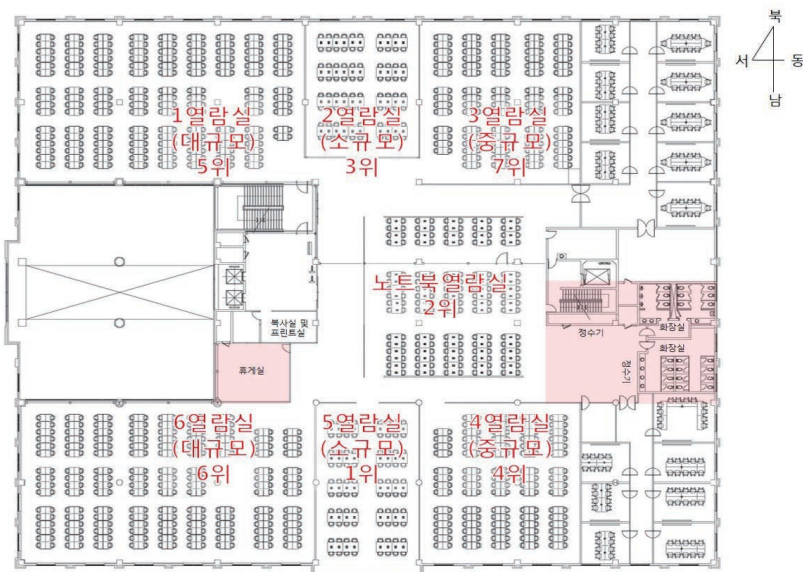 북
서 동
남
1열람실
(대규모)
5위
2열람실
(소규모)
3위
3열람실
(중규모)
7위
노트북열람실
2위
복사실 및
프린트실
휴게실
정수기
화장실
화장실
정수기
6열람실
(대규모)
6위
5열람실
(소규모)
1위
4열람실
(중규모)
4위